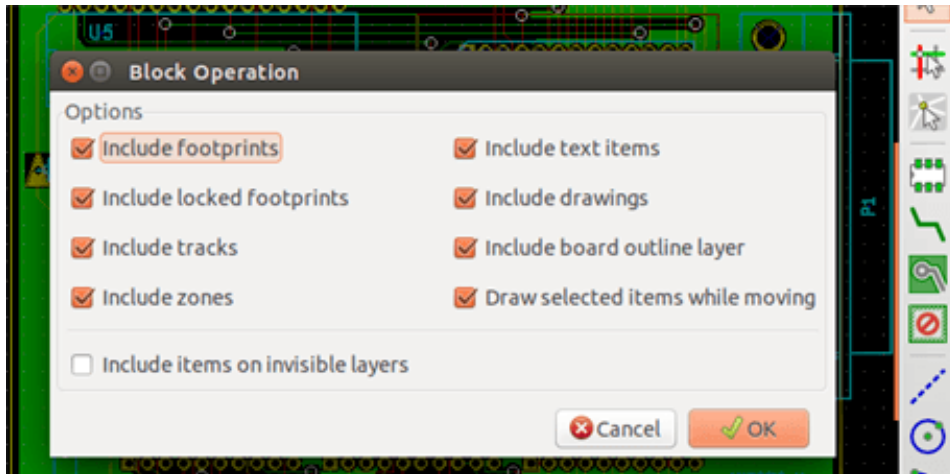 U5
Block Operation
Options
Include footprints
Include text items
Include locked footprints
Include drawings
Include tracks
Include board outline layer
Include zones
Draw selected items while moving
Include items on invisible layers
Cancel
OK
P1